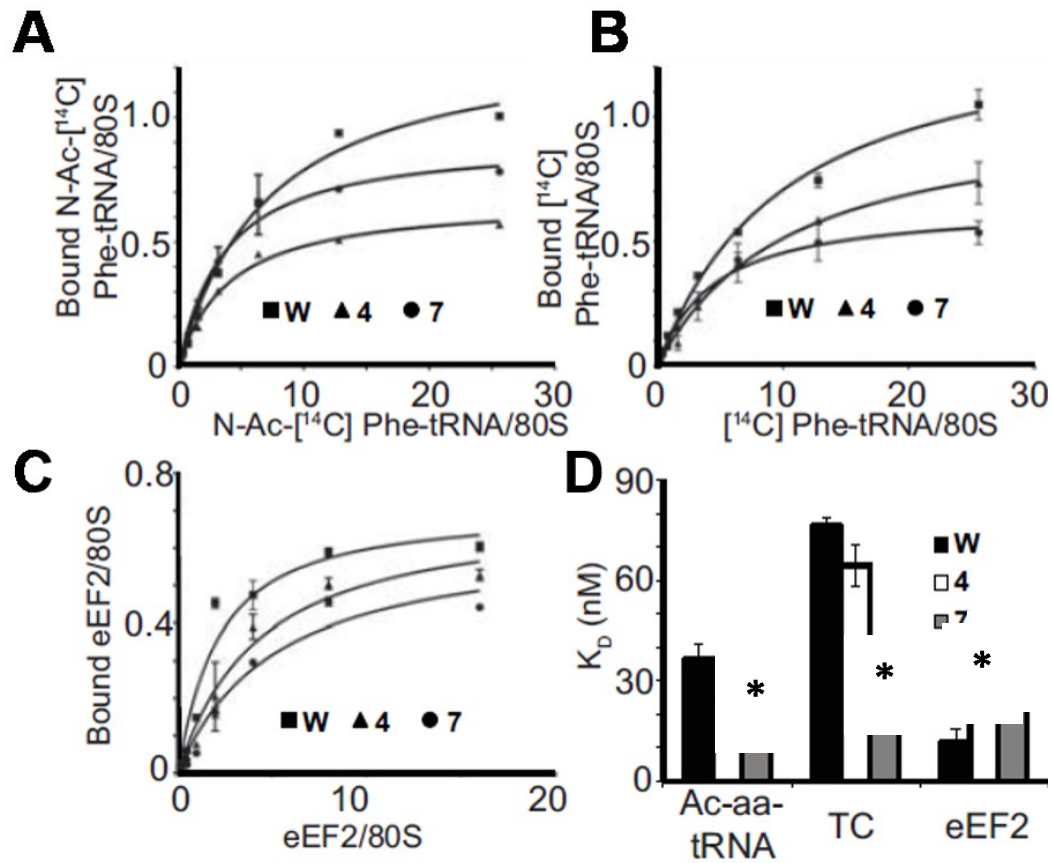 A
Bound N-Ac-[¹⁴C]
Phe-tRNA/80S
1.0
0.5
0
■ W ▲ 4 ● 7
0 10 20 30
N-Ac-[¹⁴C] Phe-tRNA/80S
B
Bound [¹⁴C]
Phe-tRNA/80S
1.0
0.5
0
■ W ▲ 4 ● 7
0 10 20 30
[¹⁴C] Phe-tRNA/80S
C
Bound eEF2/80S
0.8
0.4
0
■ W ▲ 4 ● 7
0 10 20
eEF2/80S
D
K_D (nM)
90
60
30
0
W
4
* * *
Ac-aa-
tRNA
TC
eEF2